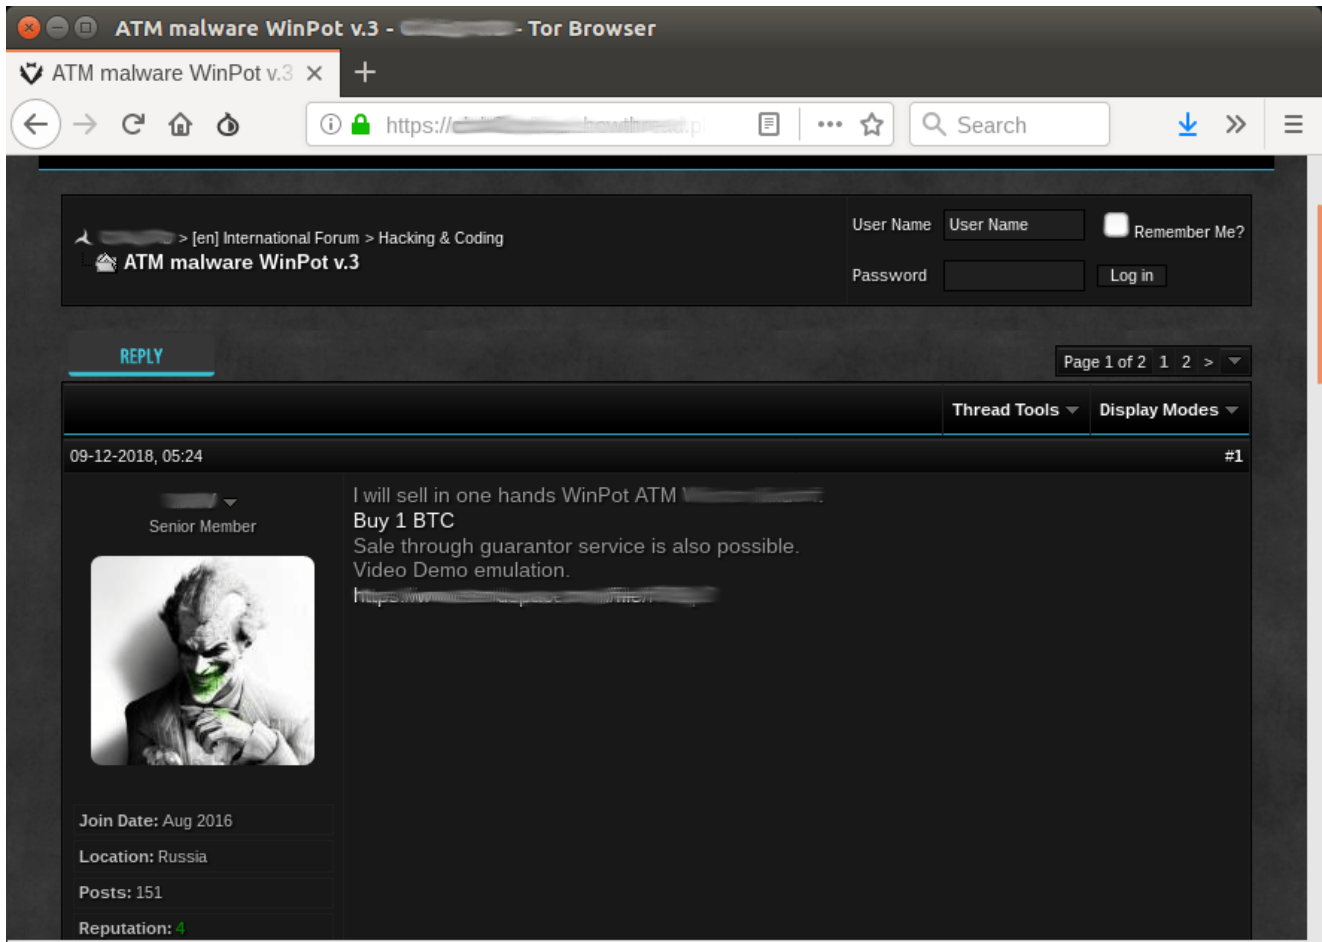 ATM malware WinPot v.3 - - Tor Browser
ATM malware WinPot v.3
https://
Search
> [en] International Forum > Hacking & Coding
ATM malware WinPot v.3
User Name User Name Remember Me?
Password Log in
REPLY
Page 1 of 2 1 2 >
Thread Tools Display Modes
09-12-2018, 05:24 #1
Senior Member
I will sell in one hands WinPot ATM
Buy 1 BTC
Sale through guarantor service is also possible.
Video Demo emulation.
Join Date: Aug 2016
Location: Russia
Posts: 151
Reputation: 4